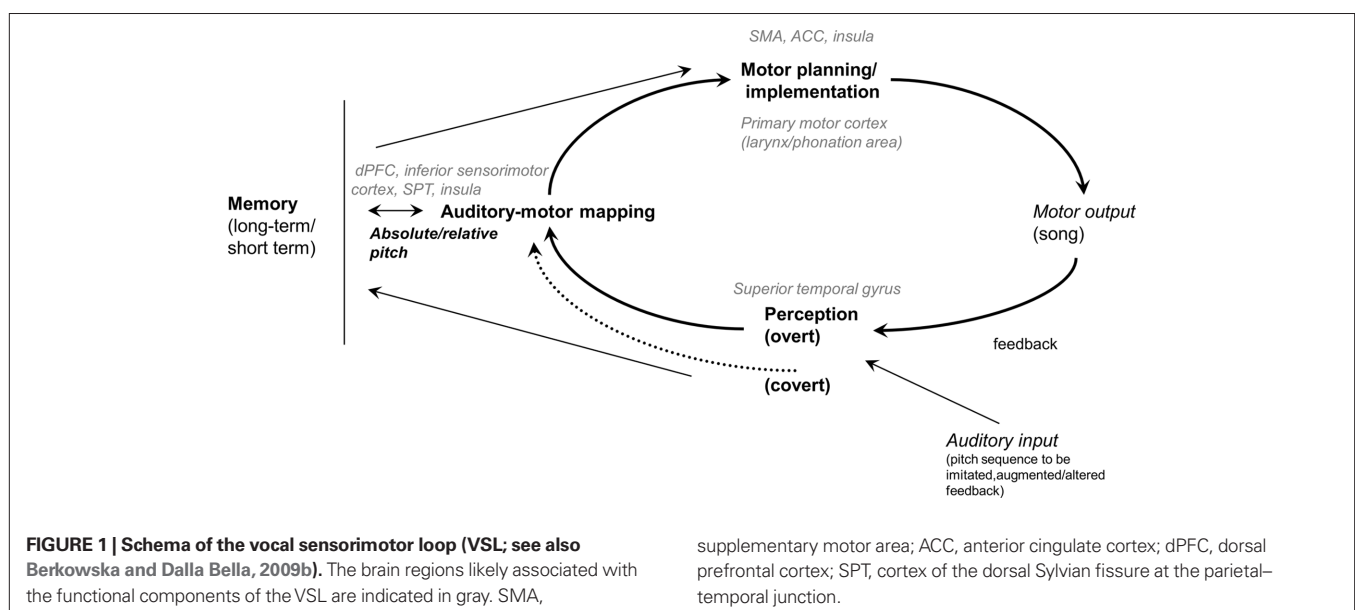 SMA, ACC, insula
Motor planning/
implementation
Primary motor cortex
(larynx/phonation area)
dPFC, inferior sensorimotor
cortex, SPT, insula
Memory
(long-term/
short term)
Auditory-motor mapping
Absolute/relative
pitch
Motor output
(song)
Superior temporal gyrus
Perception
(overt)
feedback
(covert)
Auditory input
(pitch sequence to be
imitated,augmented/altered
feedback)
FIGURE 1 | Schema of the vocal sensorimotor loop (VSL; see also
Berkowska and Dalla Bella, 2009b). The brain regions likely associated with
the functional components of the VSL are indicated in gray. SMA,
supplementary motor area; ACC, anterior cingulate cortex; dPFC, dorsal
prefrontal cortex; SPT, cortex of the dorsal Sylvian fissure at the parietal–
temporal junction.